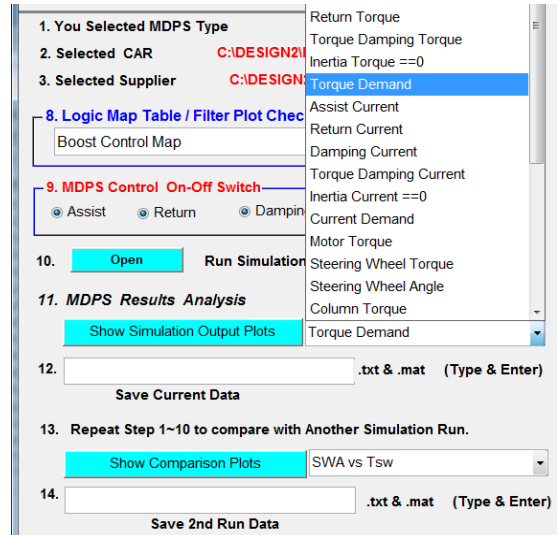 1. You Selected MDPS Type
2. Selected CAR C:\DESIGN2\
3. Selected Supplier C:\DESIGN
8. Logic Map Table / Filter Plot Chec
Boost Control Map
9. MDPS Control On-Off Switch
Assist Return Dampin
10. Open Run Simulation
11. MDPS Results Analysis
Show Simulation Output Plots Torque Demand
Return Torque
Torque Damping Torque
Inertia Torque ==0
Torque Demand
Assist Current
Return Current
Damping Current
Torque Damping Current
Inertia Current ==0
Current Demand
Motor Torque
Steering Wheel Torque
Steering Wheel Angle
Column Torque
12. .txt & .mat (Type & Enter)
Save Current Data
13. Repeat Step 1~10 to compare with Another Simulation Run.
Show Comparison Plots SWA vs Tsw
14. .txt & .mat (Type & Enter)
Save 2nd Run Data